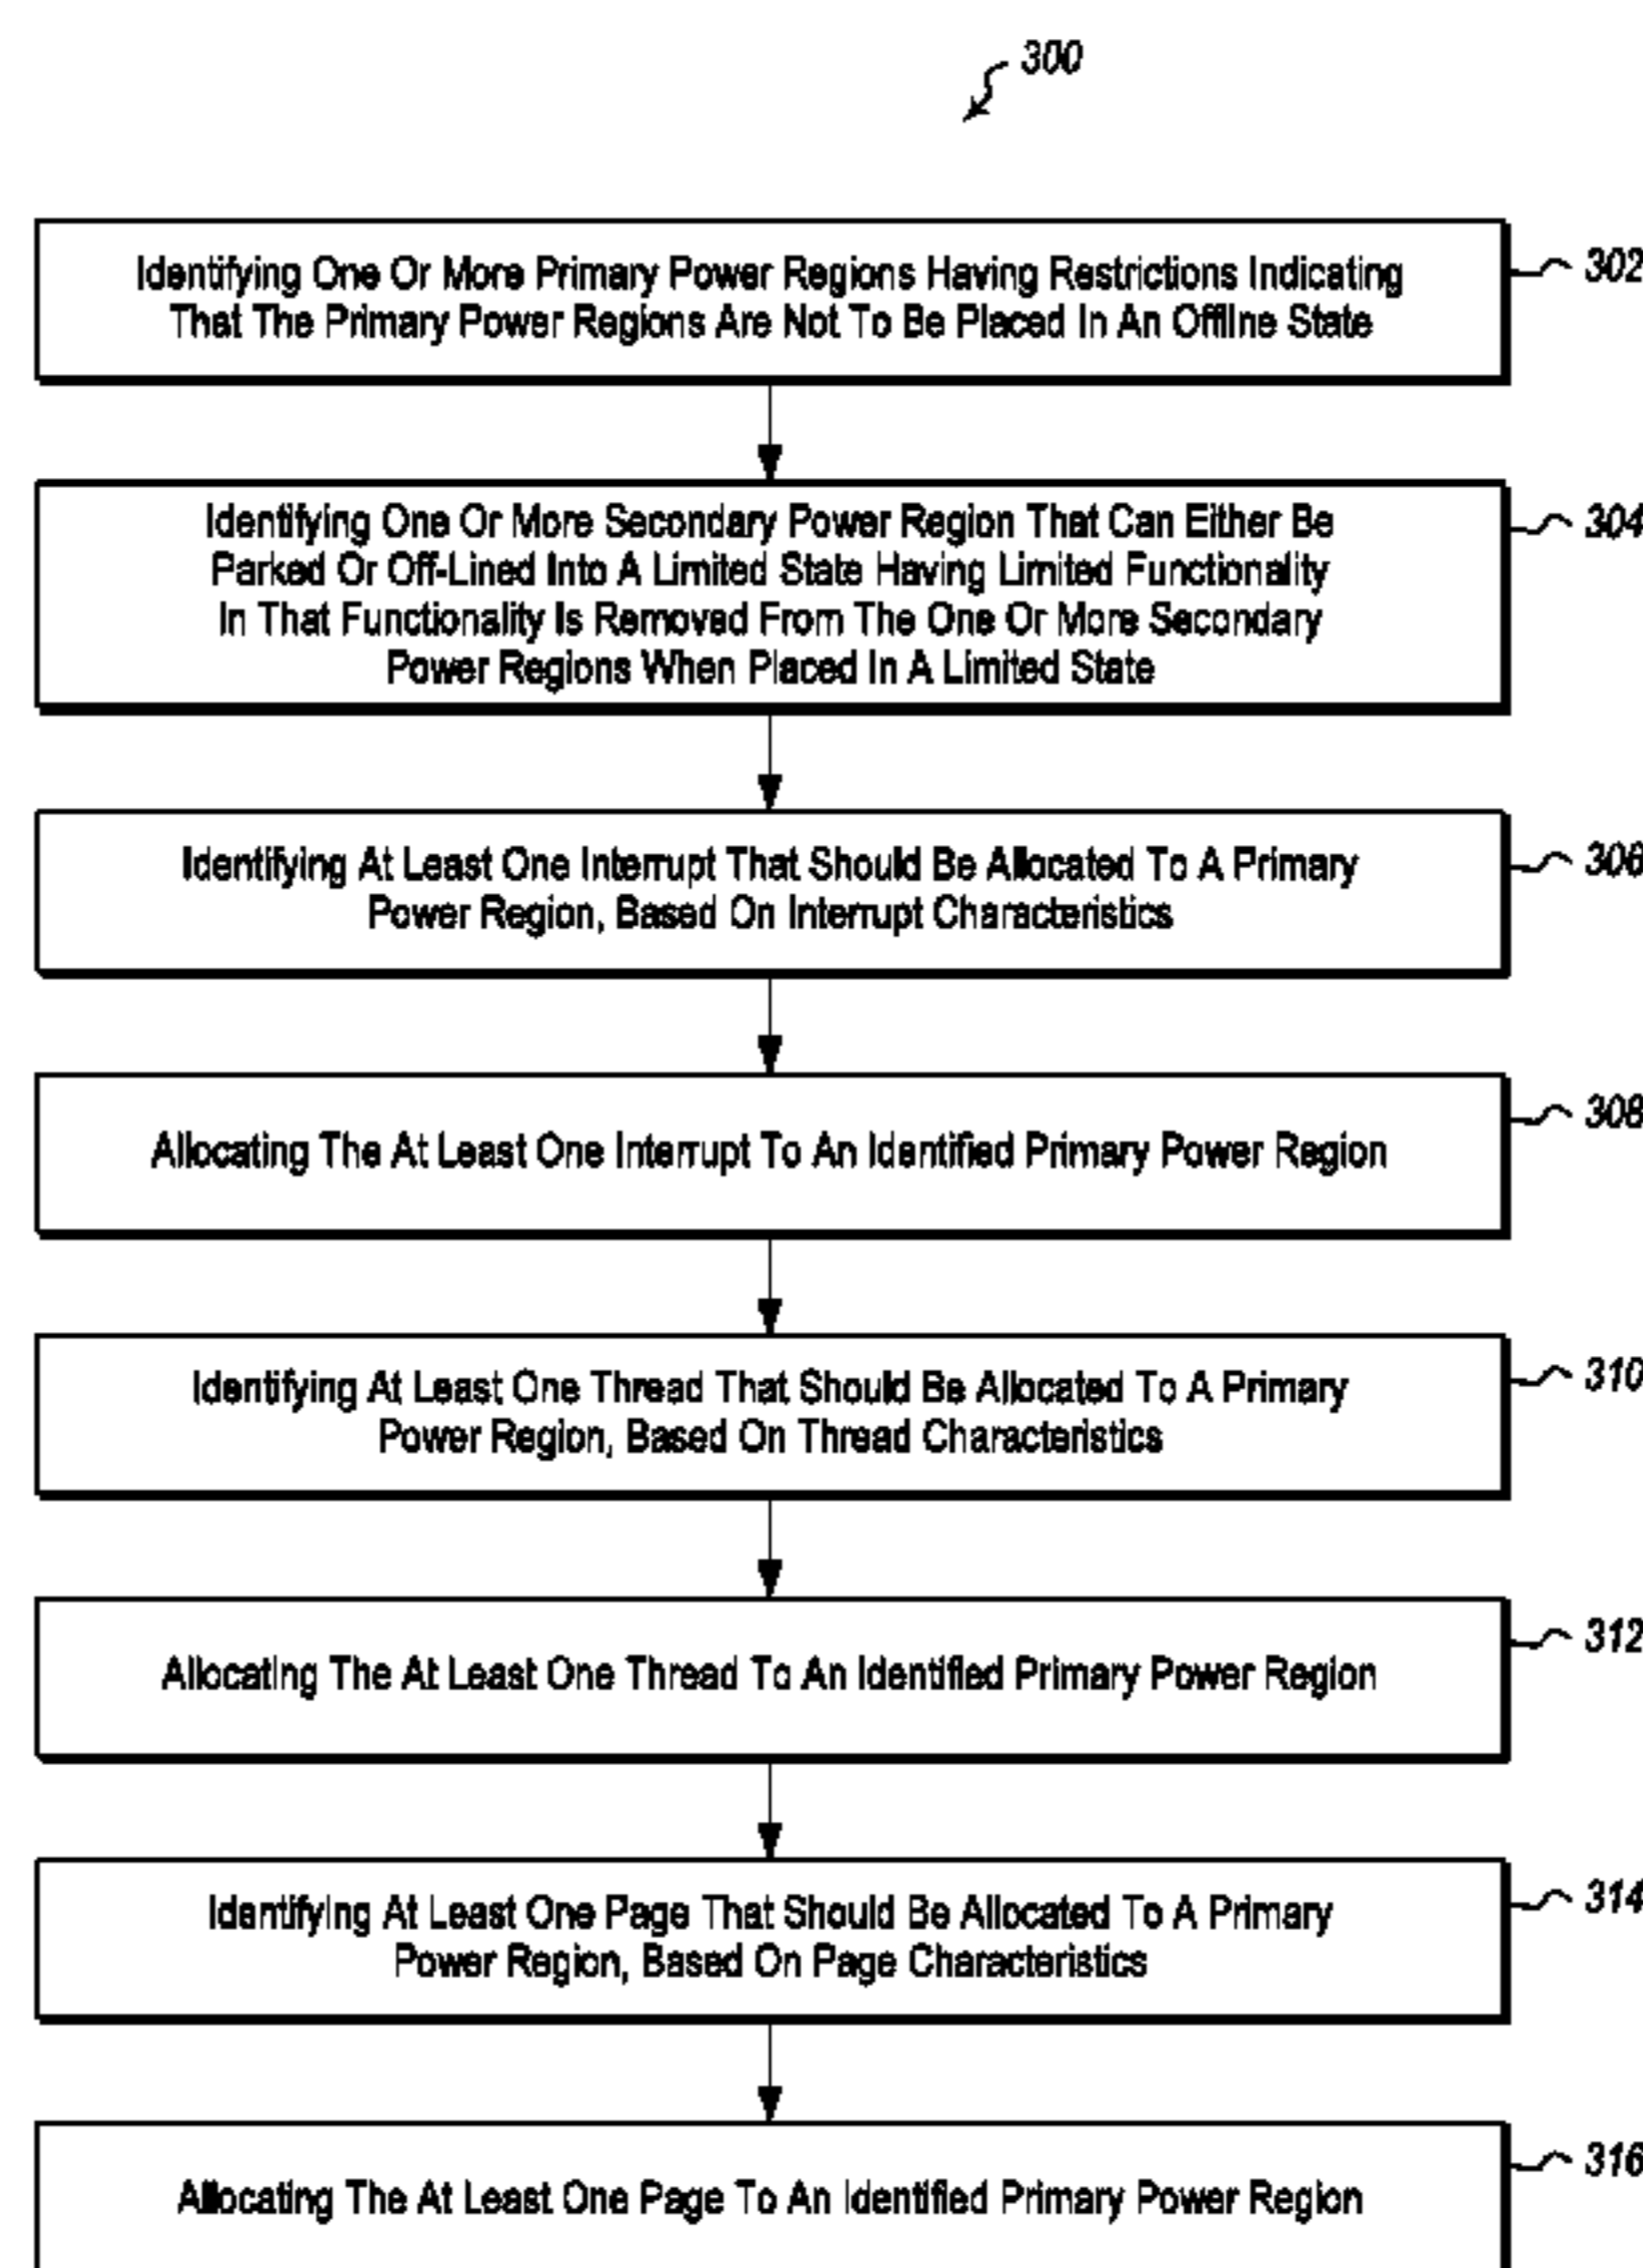 300
Identifying One Or More Primary Power Regions Having Restrictions Indicating
That The Primary Power Regions Are Not To Be Placed In An Offline State
302
Identifying One Or More Secondary Power Region That Can Either Be
Parked Or Off-Lined Into A Limited State Having Limited Functionality
In That Functionality Is Removed From The One Or More Secondary
Power Regions When Placed In A Limited State
304
Identifying At Least One Interrupt That Should Be Allocated To A Primary
Power Region, Based On Interrupt Characteristics
306
Allocating The At Least One Interrupt To An Identified Primary Power Region
308
Identifying At Least One Thread That Should Be Allocated To A Primary
Power Region, Based On Thread Characteristics
310
Allocating The At Least One Thread To An Identified Primary Power Region
312
Identifying At Least One Page That Should Be Allocated To A Primary
Power Region, Based On Page Characteristics
314
Allocating The At Least One Page To An Identified Primary Power Region
316